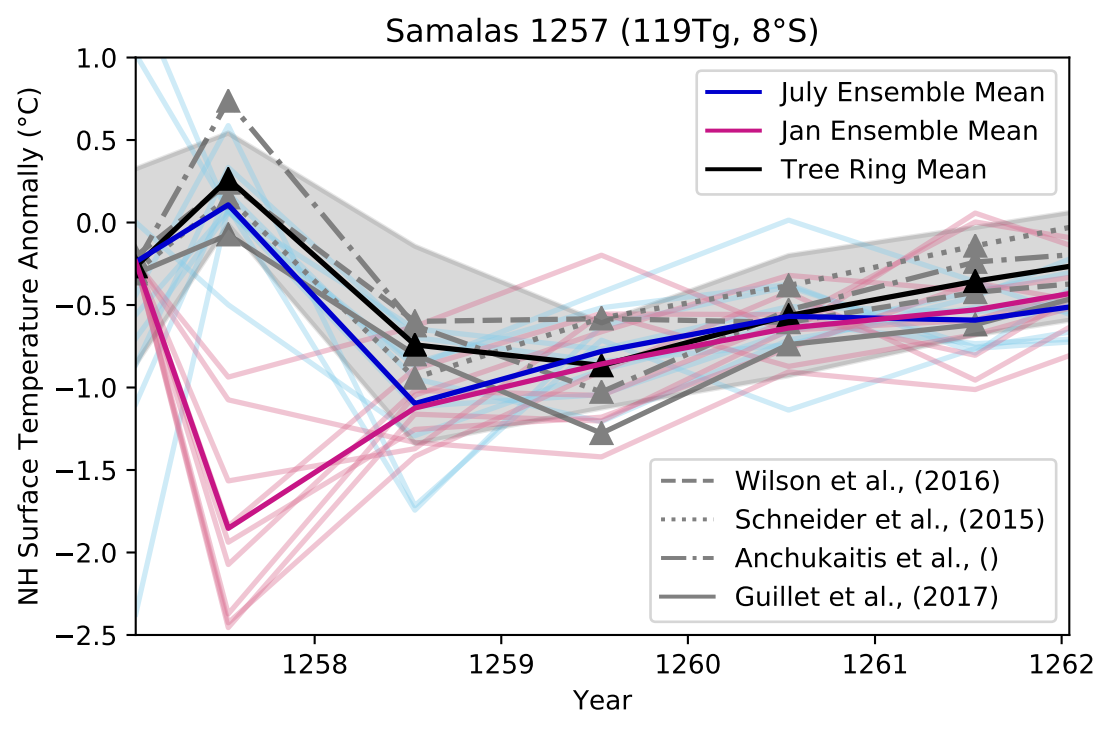 Samalas 1257 (119Tg, 8°S)
NH Surface Temperature Anomally (°C)
1.0
0.5
0.0
−0.5
−1.0
−1.5
−2.0
−2.5
July Ensemble Mean
Jan Ensemble Mean
Tree Ring Mean
Wilson et al., (2016)
Schneider et al., (2015)
Anchukaitis et al., ()
Guillet et al., (2017)
1258
1259
1260
1261
1262
Year